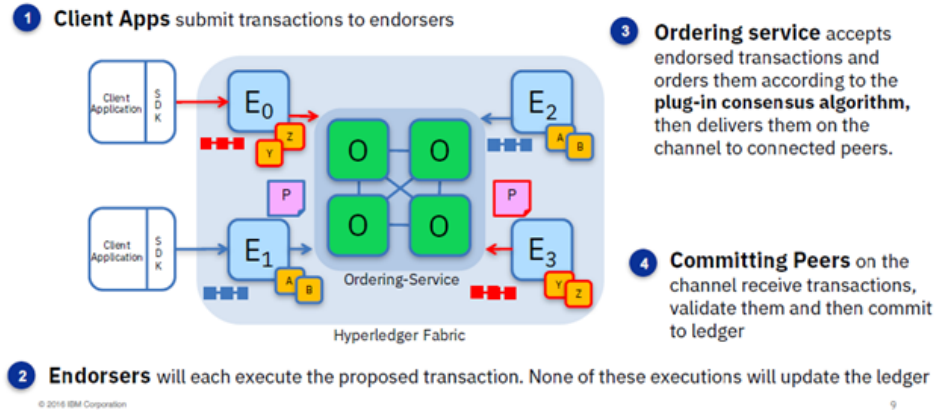 1 Client Apps submit transactions to endorsers
3 Ordering service accepts
endorsed transactions and
orders them according to the
plug-in consensus algorithm,
then delivers them on the
channel to connected peers.
Client
Application
SDK
E0
Z
Y
E2
A
B
O
O
P
P
O
O
Client
Application
SDK
E1
A
B
E3
Y
Z
Ordering-Service
Hyperledger Fabric
4 Committing Peers on the
channel receive transactions,
validate them and then commit
to ledger
2 Endorsers will each execute the proposed transaction. None of these executions will update the ledger
© 2016 IBM Corporation
9